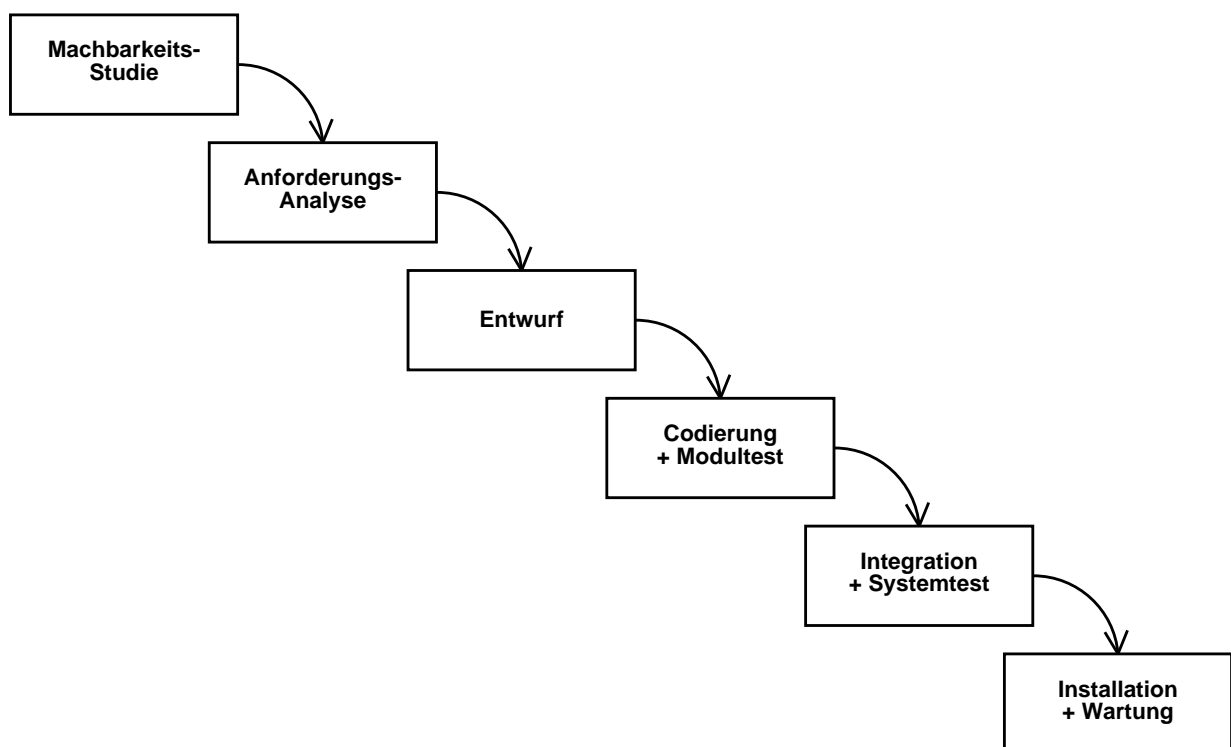 Machbarkeits-
Studie
Anforderungs-
Analyse
Entwurf
Codierung
+ Modultest
Integration
+ Systemtest
Installation
+ Wartung